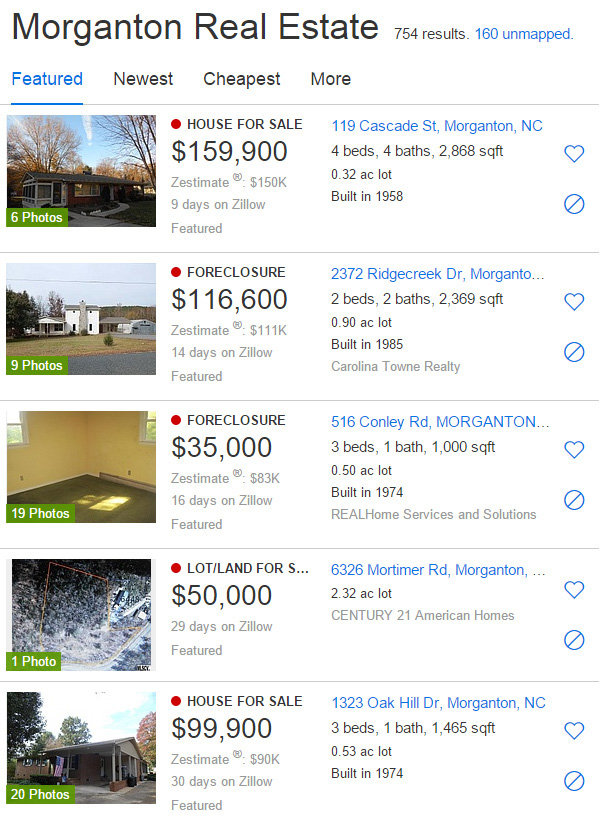 Morganton Real Estate 754 results. 160 unmapped.
Featured Newest Cheapest More
HOUSE FOR SALE
$159,900
Zestimate ®: $150K
9 days on Zillow
Featured
119 Cascade St, Morganton, NC
4 beds, 4 baths, 2,868 sqft
0.32 ac lot
Built in 1958
6 Photos
FORECLOSURE
$116,600
Zestimate ®: $111K
14 days on Zillow
Featured
2372 Ridgecreek Dr, Morganto...
2 beds, 2 baths, 2,369 sqft
0.90 ac lot
Built in 1985
Carolina Towne Realty
9 Photos
FORECLOSURE
$35,000
Zestimate ®: $83K
16 days on Zillow
Featured
516 Conley Rd, MORGANTON...
3 beds, 1 bath, 1,000 sqft
0.50 ac lot
Built in 1974
REALHome Services and Solutions
19 Photos
LOT/LAND FOR S...
$50,000
29 days on Zillow
Featured
6326 Mortimer Rd, Morganton, ...
2.32 ac lot
CENTURY 21 American Homes
1 Photo
HOUSE FOR SALE
$99,900
Zestimate ®: $90K
30 days on Zillow
Featured
1323 Oak Hill Dr, Morganton, NC
3 beds, 1 bath, 1,465 sqft
0.53 ac lot
Built in 1974
20 Photos